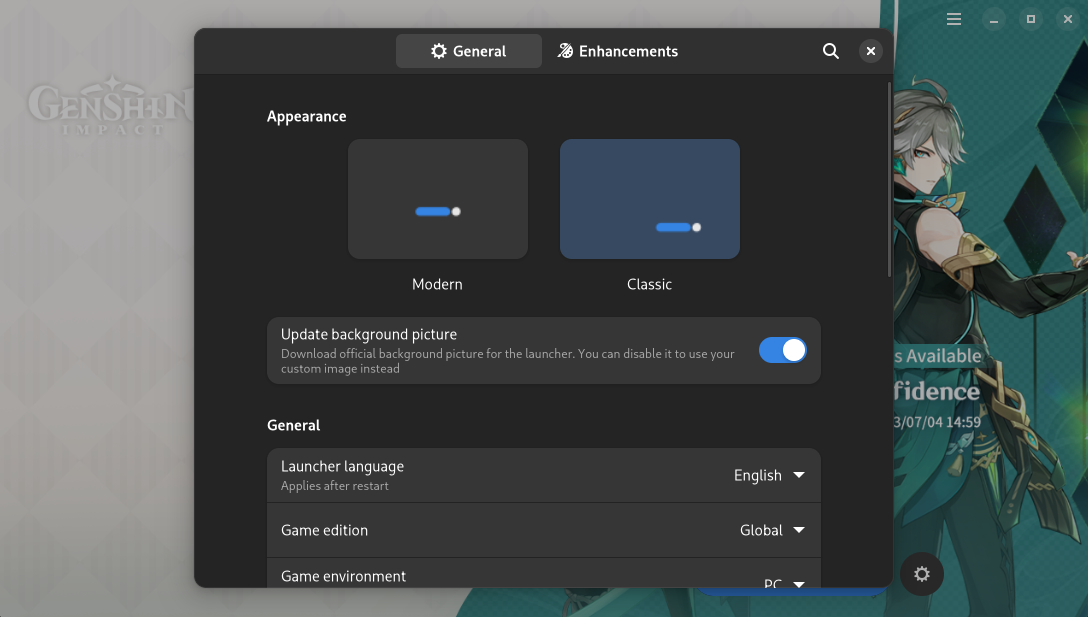 General
Enhancements
GENSHIN
IMPACT
Appearance
Modern
Classic
Update background picture
Download official background picture for the launcher. You can disable it to use your
custom image instead
s Available
fidence
3/07/04 14:59
General
Launcher language
Applies after restart
English
Game edition
Global
Game environment
PC